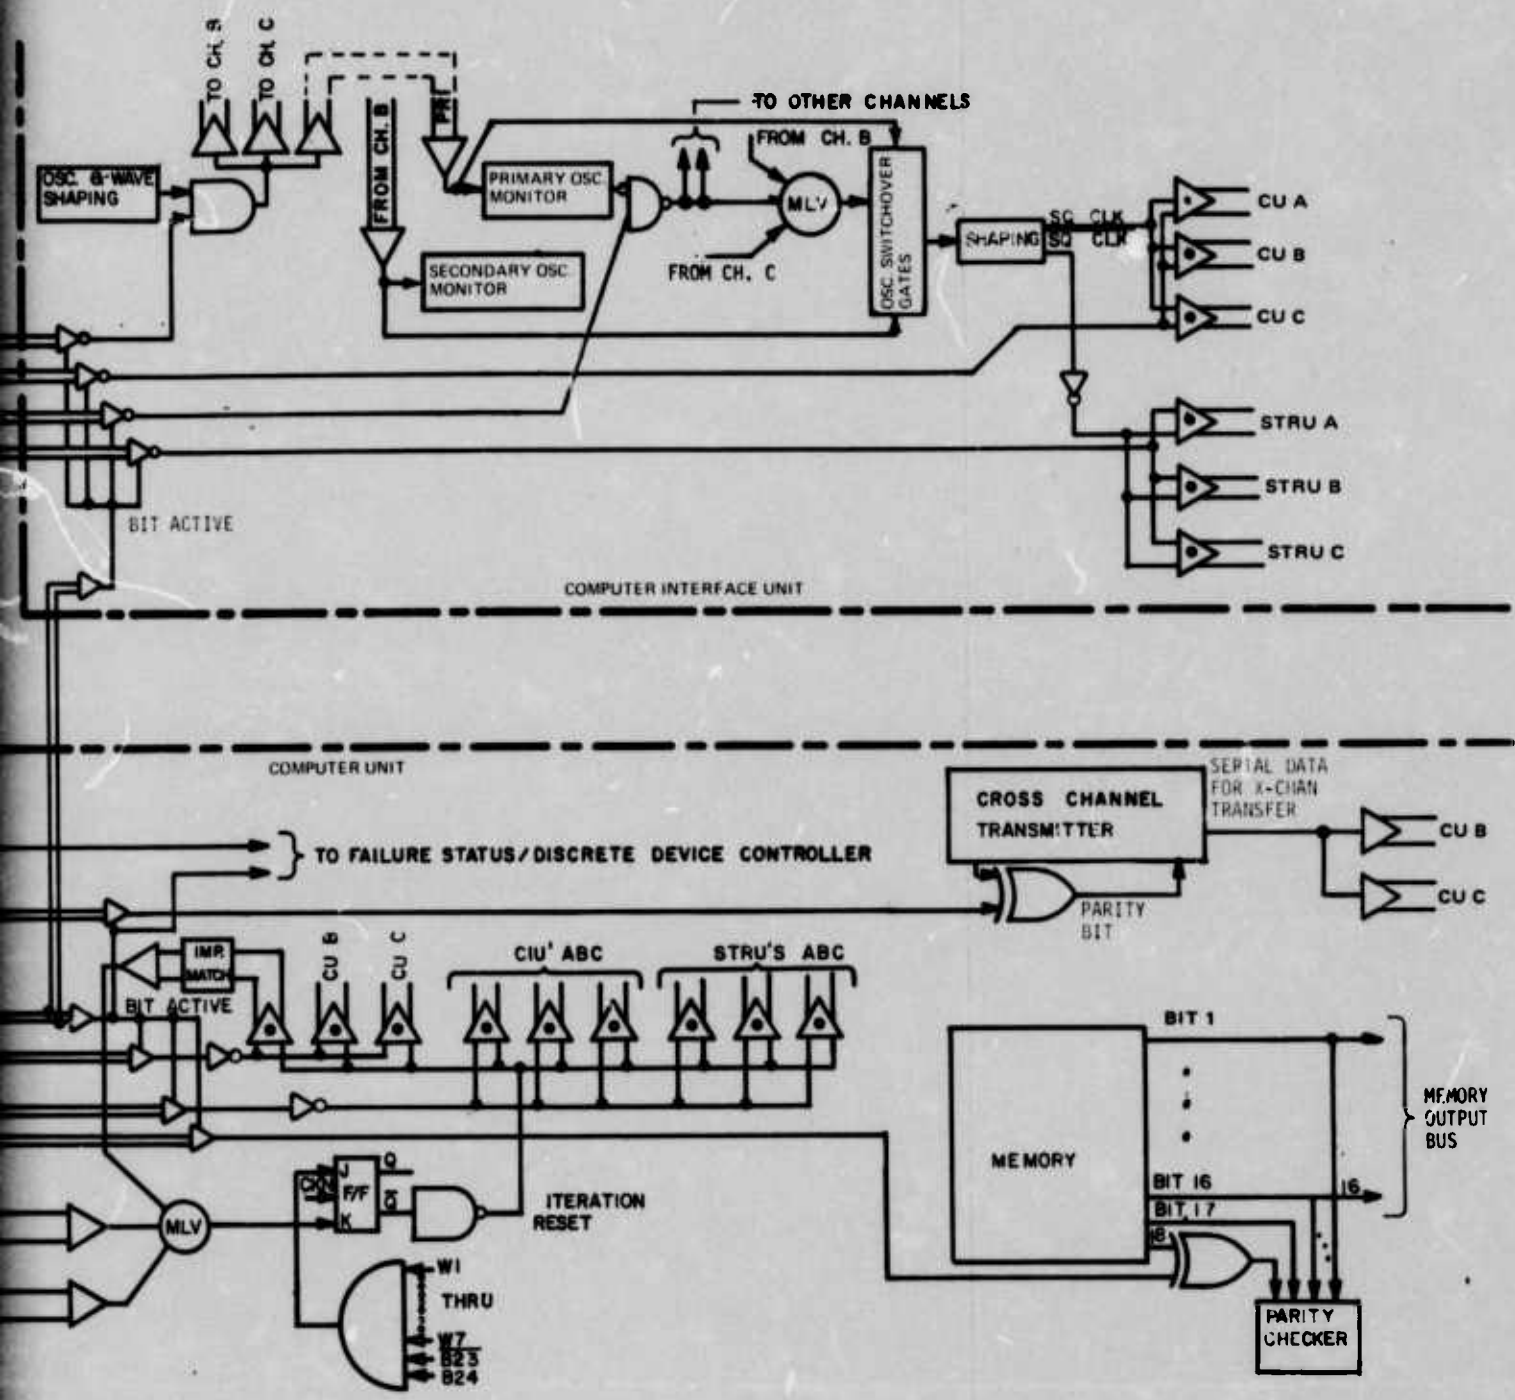 TO CH. B
TO CH. C
FROM CH. B
PRI
TO OTHER CHANNELS
FROM CH. B
OSC. & WAVE
SHAPING
PRIMARY OSC.
MONITOR
MLV
OSC. SWITCHOVER
GATES
SHAPING
SQ CLK
SQ CLK
CU A
CU B
CU C
SECONDARY OSC.
MONITOR
FROM CH. C
STRU A
STRU B
STRU C
BIT ACTIVE
COMPUTER INTERFACE UNIT
COMPUTER UNIT
CROSS CHANNEL
TRANSMITTER
SERIAL DATA
FOR X-CHAN
TRANSFER
CU B
CU C
TO FAILURE STATUS/DISCRETE DEVICE CONTROLLER
PARITY
BIT
IMP.
MATCH
CU B
CU C
CIU' ABC
STRU'S ABC
BIT ACTIVE
MEMORY
BIT 1
BIT 16
16
BIT 17
18
MEMORY
OUTPUT
BUS
J
Q
F/F
K
Q
ITERATION
RESET
MLV
W1
THRU
W7
B23
B24
PARITY
CHECKER